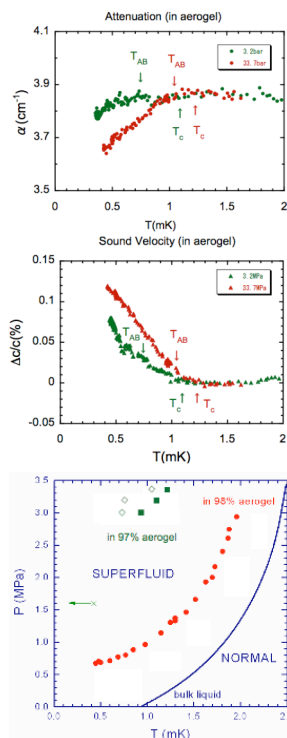 Attenuation (in aerogel)
4.1
3.9
3.7
3.5
α (cm⁻¹)
T_AB
T_AB
3.2bar
33.7bar
T_c
T_c
0 0.5 1 1.5 2
T(mK)
Sound Velocity (in aerogel)
0.15
0.1
0.05
0
-0.05
Δc/c(%)
3.2MPa
33.7MPa
T_AB
T_AB
T_c
T_c
0 0.5 1 1.5 2
T(mK)
3.5
3.0
2.5
2.0
1.5
1.0
0.5
0.0
P (MPa)
in 98% aerogel
in 97% aerogel
SUPERFLUID
NORMAL
bulk liquid
0.0 0.5 1.0 1.5 2.0
T (mK)